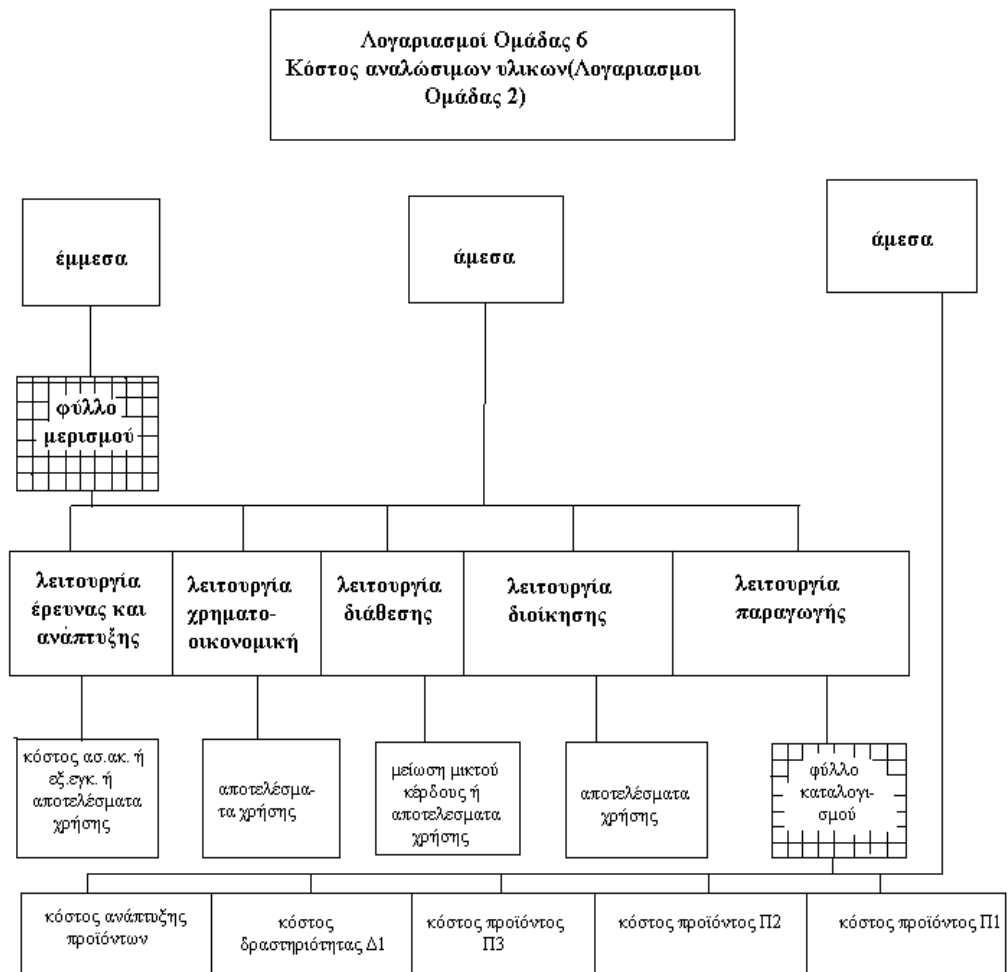 Λογαριασμοί Ομάδας 6
Κόστος αναλώσιμων υλικων(Λογαριασμοι
Ομάδας 2)
έμμεσα
άμεσα
άμεσα
φύλλο
μερισμού
λειτουργία
έρευνας και
ανάπτυξης
λειτουργία
χρηματο-
οικονομική
λειτουργία
διάθεσης
λειτουργία
διοίκησης
λειτουργία
παραγωγής
κόστος ασ.ακ. ή
εξ.εγκ. ή
αποτελέσματα
χρήσης
αποτελέσμα-
τα χρήσης
μείωση μικτού
κέρδους ή
αποτελεσματα
χρήσης
αποτελέσματα
χρήσης
φύλλο
καταλογι-
σμού
κόστος ανάπτυξης
προϊόντων
κόστος
δραστηριότητας Δ1
κόστος προϊόντος
Π3
κόστος προϊόντος Π2
κόστος προϊόντος Π1